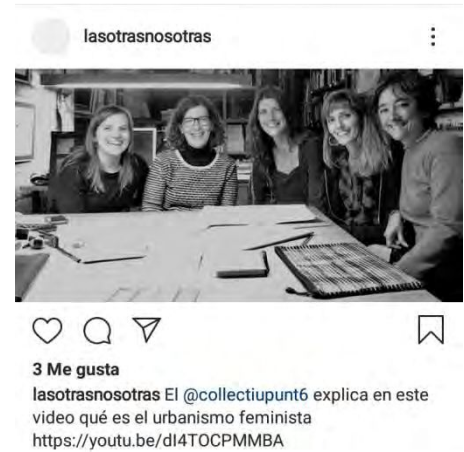 lasotrasnosotras
3 Me gusta
lasotrasnosotras El @collectiupunt6 explica en este
video qué es el urbanismo feminista
https://youtu.be/dI4TOCPMMBA